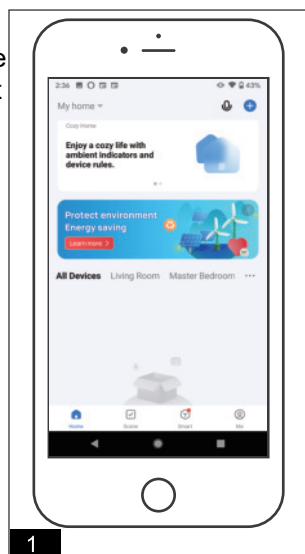 e
t
2:36 43%
My home
Cozy Home
Enjoy a cozy life with
ambient indicators and
device rules.
Protect environment
Energy saving
Learn more >
All Devices Living Room Master Bedroom ...
Home Scene Smart Me
1